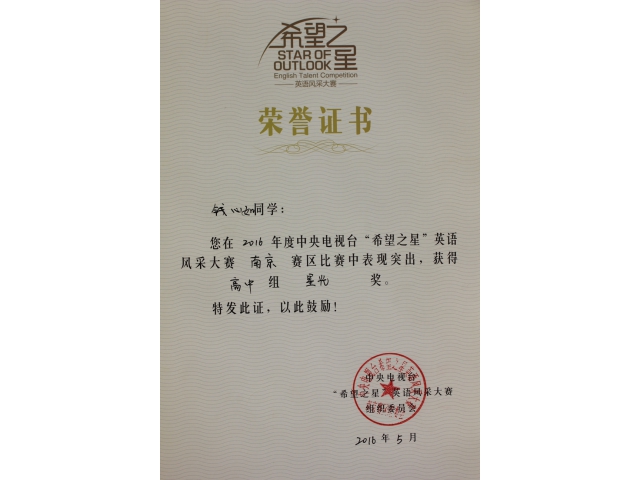 希望之星
STAR OF
OUTLOOK
English Talent Competition
英语风采大赛
荣誉证书
钱心如同学：
您在 2016 年度中央电视台“希望之星”英语
风采大赛 南京 赛区比赛中表现突出，获得
高中 组 星光 奖。
特发此证，以此鼓励！
中央电视台
“希望之星”英语风采大赛
组织委员会
2016 年 5 月